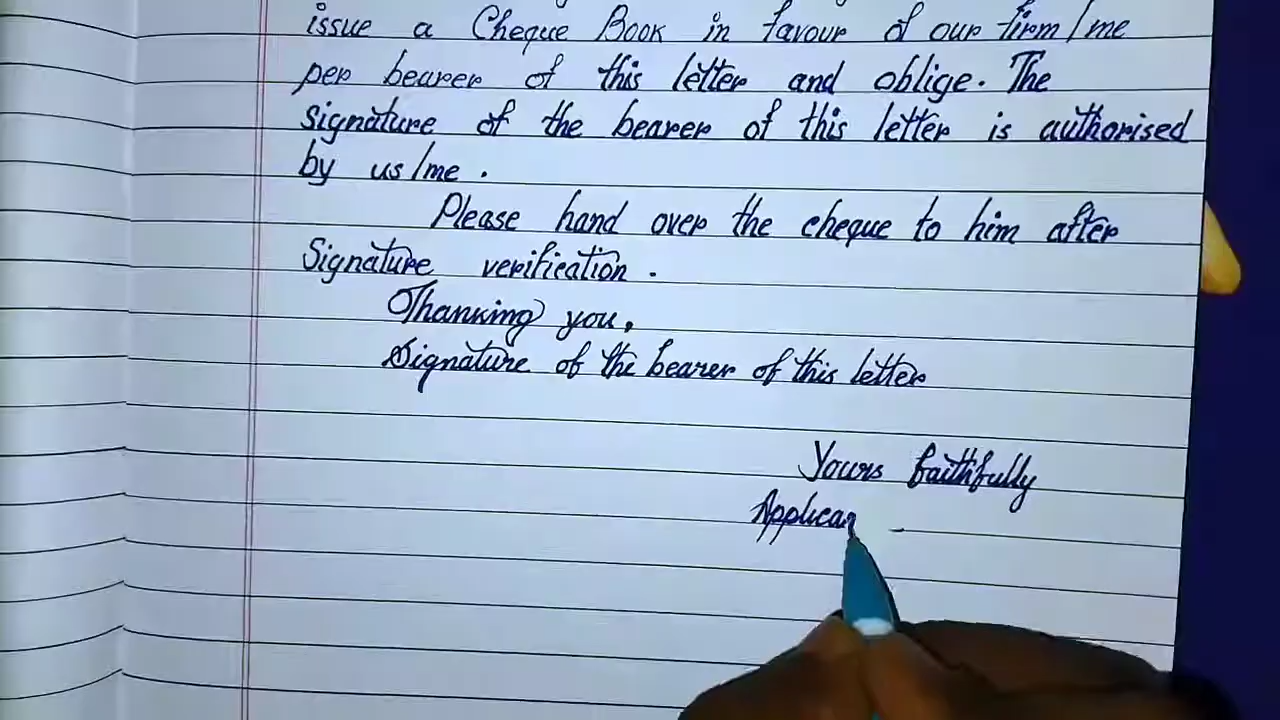 issue a Cheque Book in favour of our firm/me
per bearer of this letter and oblige. The
signature of the bearer of this letter is authorised
by us/me.
Please hand over the cheque to him after
Signature verification.
Thanking you,
Signature of the bearer of this letter
Yours faithfully
Applican